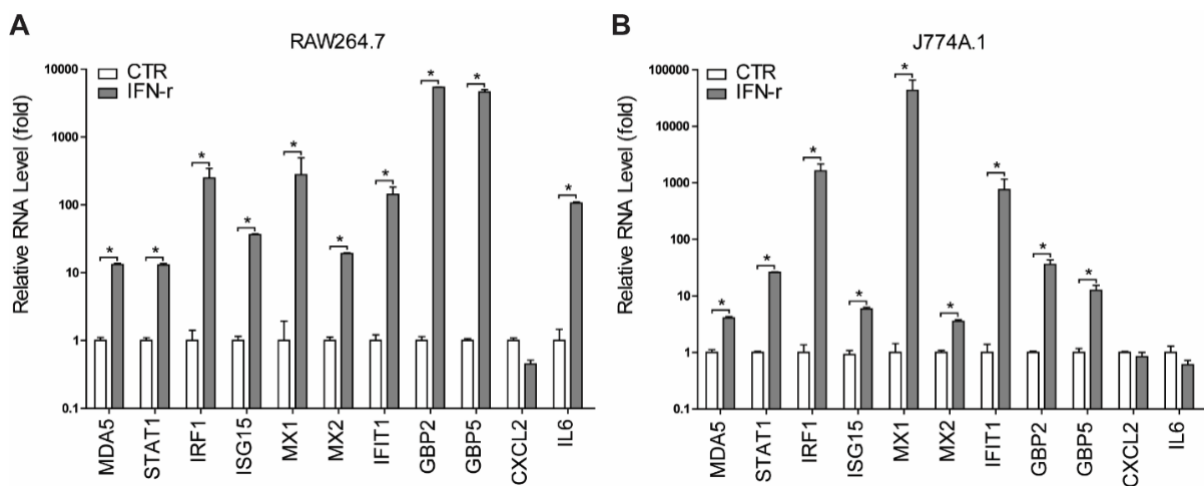 A
RAW264.7
CTR
IFN-r
Relative RNA Level (fold)
10000
1000
100
10
1
0.1
* * * * * * * * * *
MDA5 STAT1 IRF1 ISG15 MX1 MX2 IFIT1 GBP2 GBP5 CXCL2 IL6
B
J774A.1
CTR
IFN-r
Relative RNA Level (fold)
100000
10000
1000
100
10
1
0.1
* * * * * * * * *
MDA5 STAT1 IRF1 ISG15 MX1 MX2 IFIT1 GBP2 GBP5 CXCL2 IL6